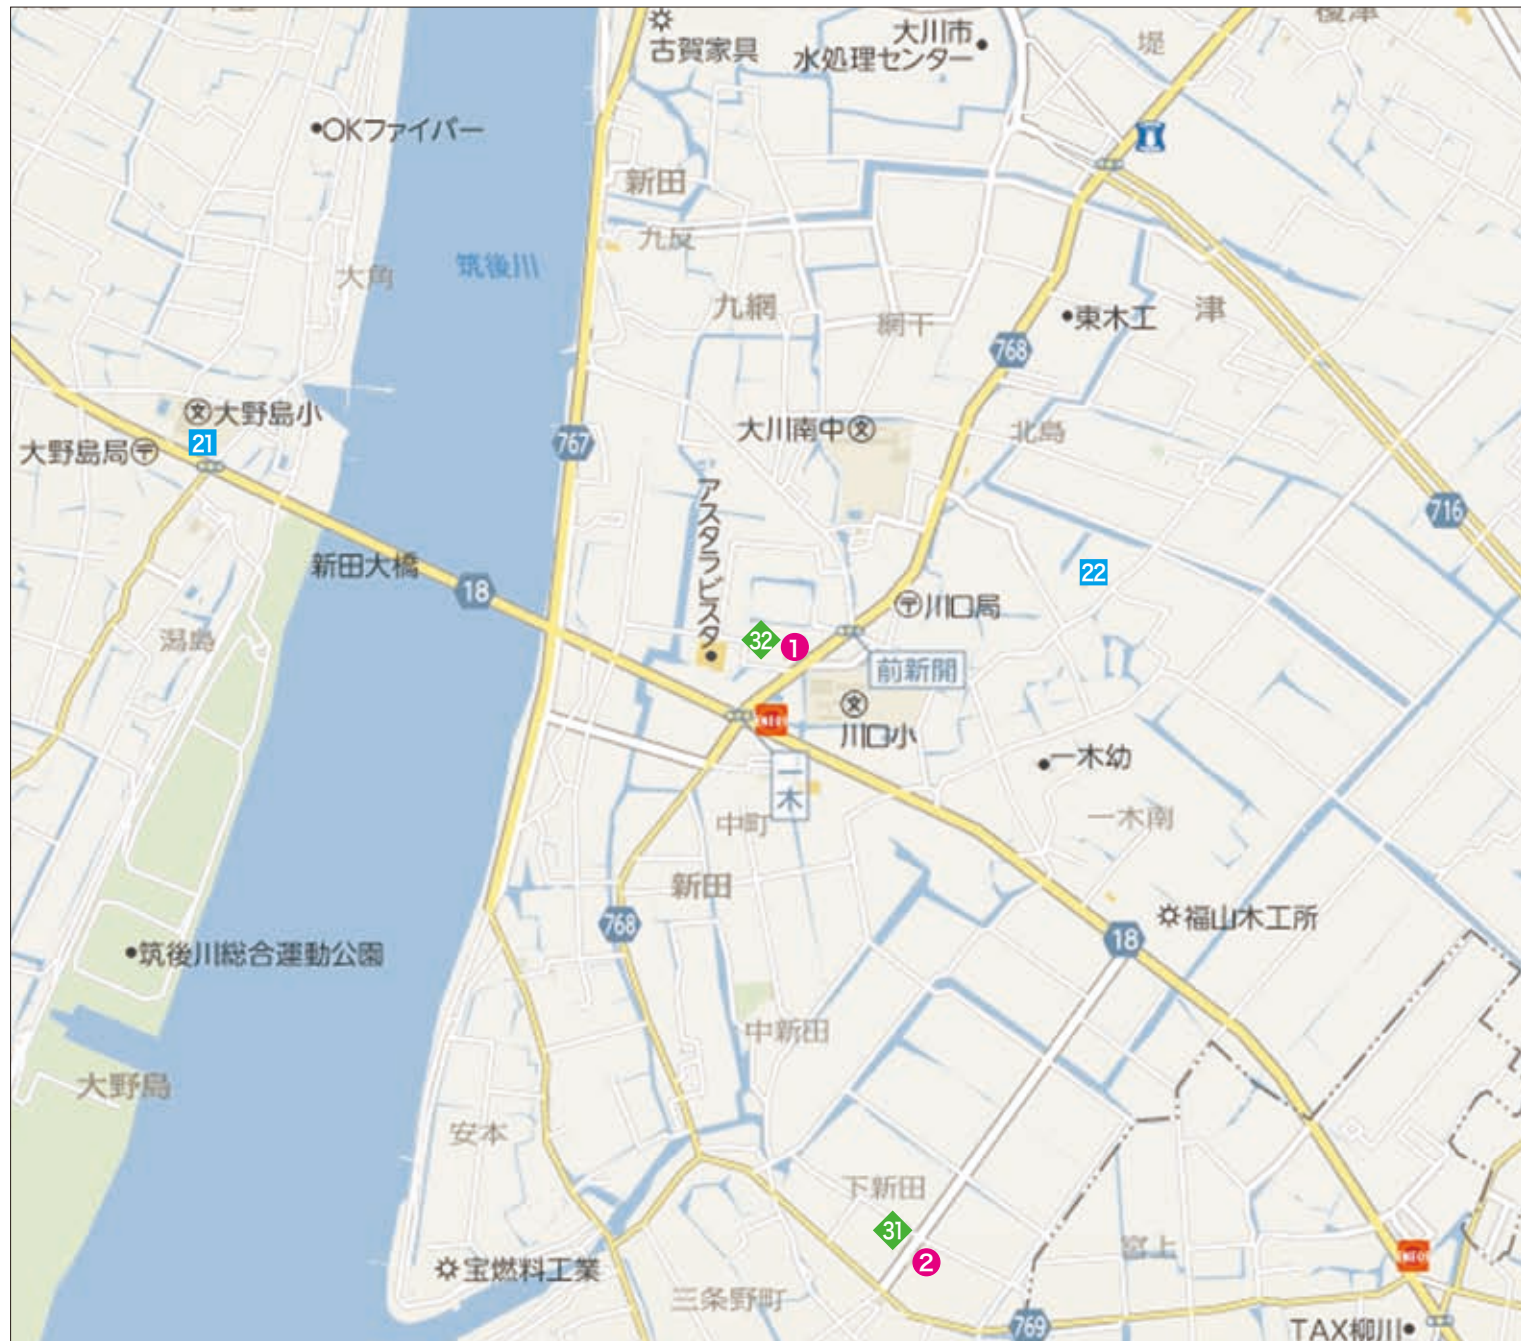 古賀家具
大川市
水処理センター
堤
榎津
OKファイバー
新田
九反
筑後川
大角
九網
網干
東木工
津
768
大野島小
大野島局
21
767
大川南中
北島
716
アスタラビスタ
新田大橋
18
22
川口局
潟島
32
1
前新開
川口小
ENEOS
一木
一木幼
一木南
中町
新田
768
福山木工所
18
筑後川総合運動公園
中新田
大野島
安本
下新田
31
2
宮上
ENEOS
宝燃料工業
三条野町
769
TAX柳川